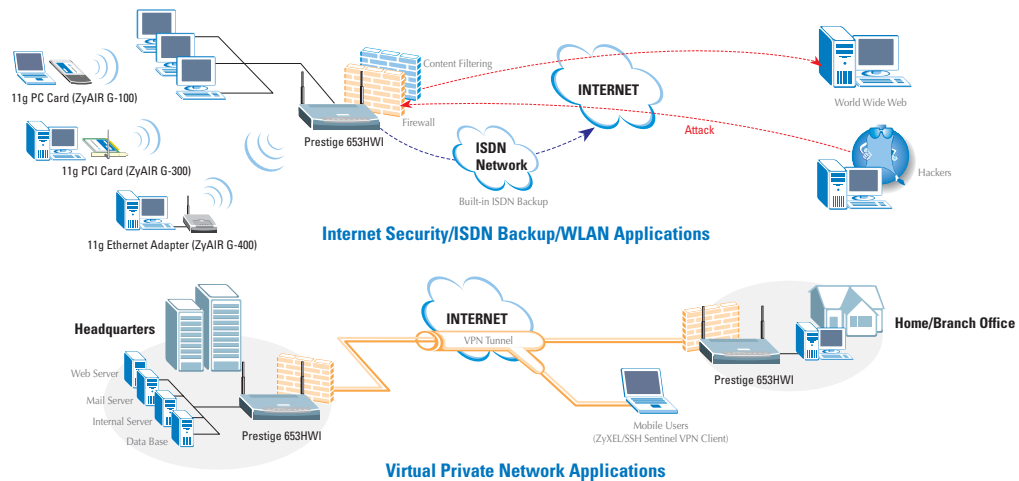 Content Filtering
INTERNET
11g PC Card (ZyAIR G-100)
World Wide Web
Firewall
Attack
Prestige 653HWI
ISDN
Network
11g PCI Card (ZyAIR G-300)
Hackers
Built-in ISDN Backup
11g Ethernet Adapter (ZyAIR G-400)
Internet Security/ISDN Backup/WLAN Applications
Headquarters
INTERNET
VPN Tunnel
Home/Branch Office
Web Server
Mail Server
Internal Server
Data Base
Prestige 653HWI
Prestige 653HWI
Mobile Users
(ZyXEL/SSH Sentinel VPN Client)
Virtual Private Network Applications